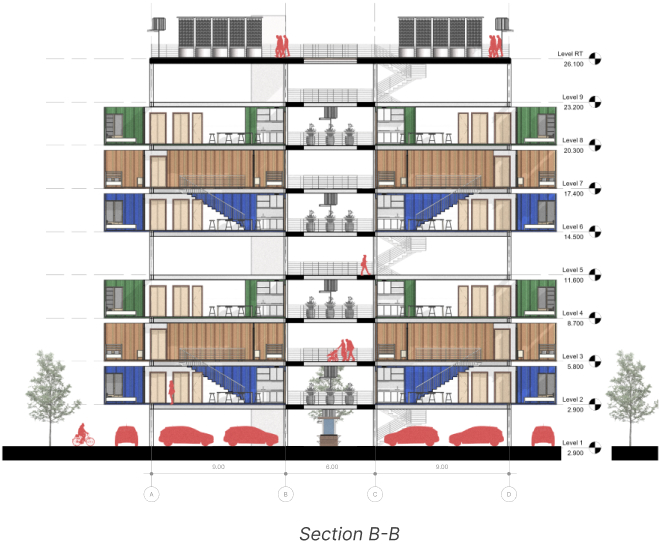 Level RT
26.100
Level 9
23.200
Level 8
20.300
Level 7
17.400
Level 6
14.500
Level 5
11.600
Level 4
8.700
Level 3
5.800
Level 2
2.900
Level 1
2.900
9.00 6.00 9.00
A B C D
Section B-B